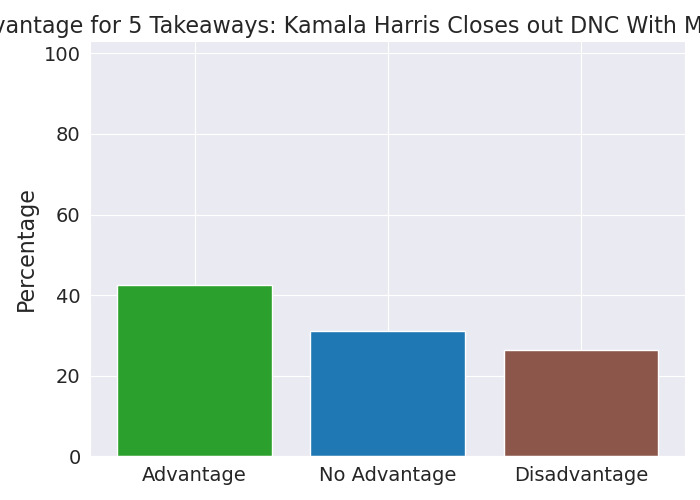 vantage for 5 Takeaways: Kamala Harris Closes out DNC With M
100
80
60
40
20
0
Percentage
Advantage No Advantage Disadvantage